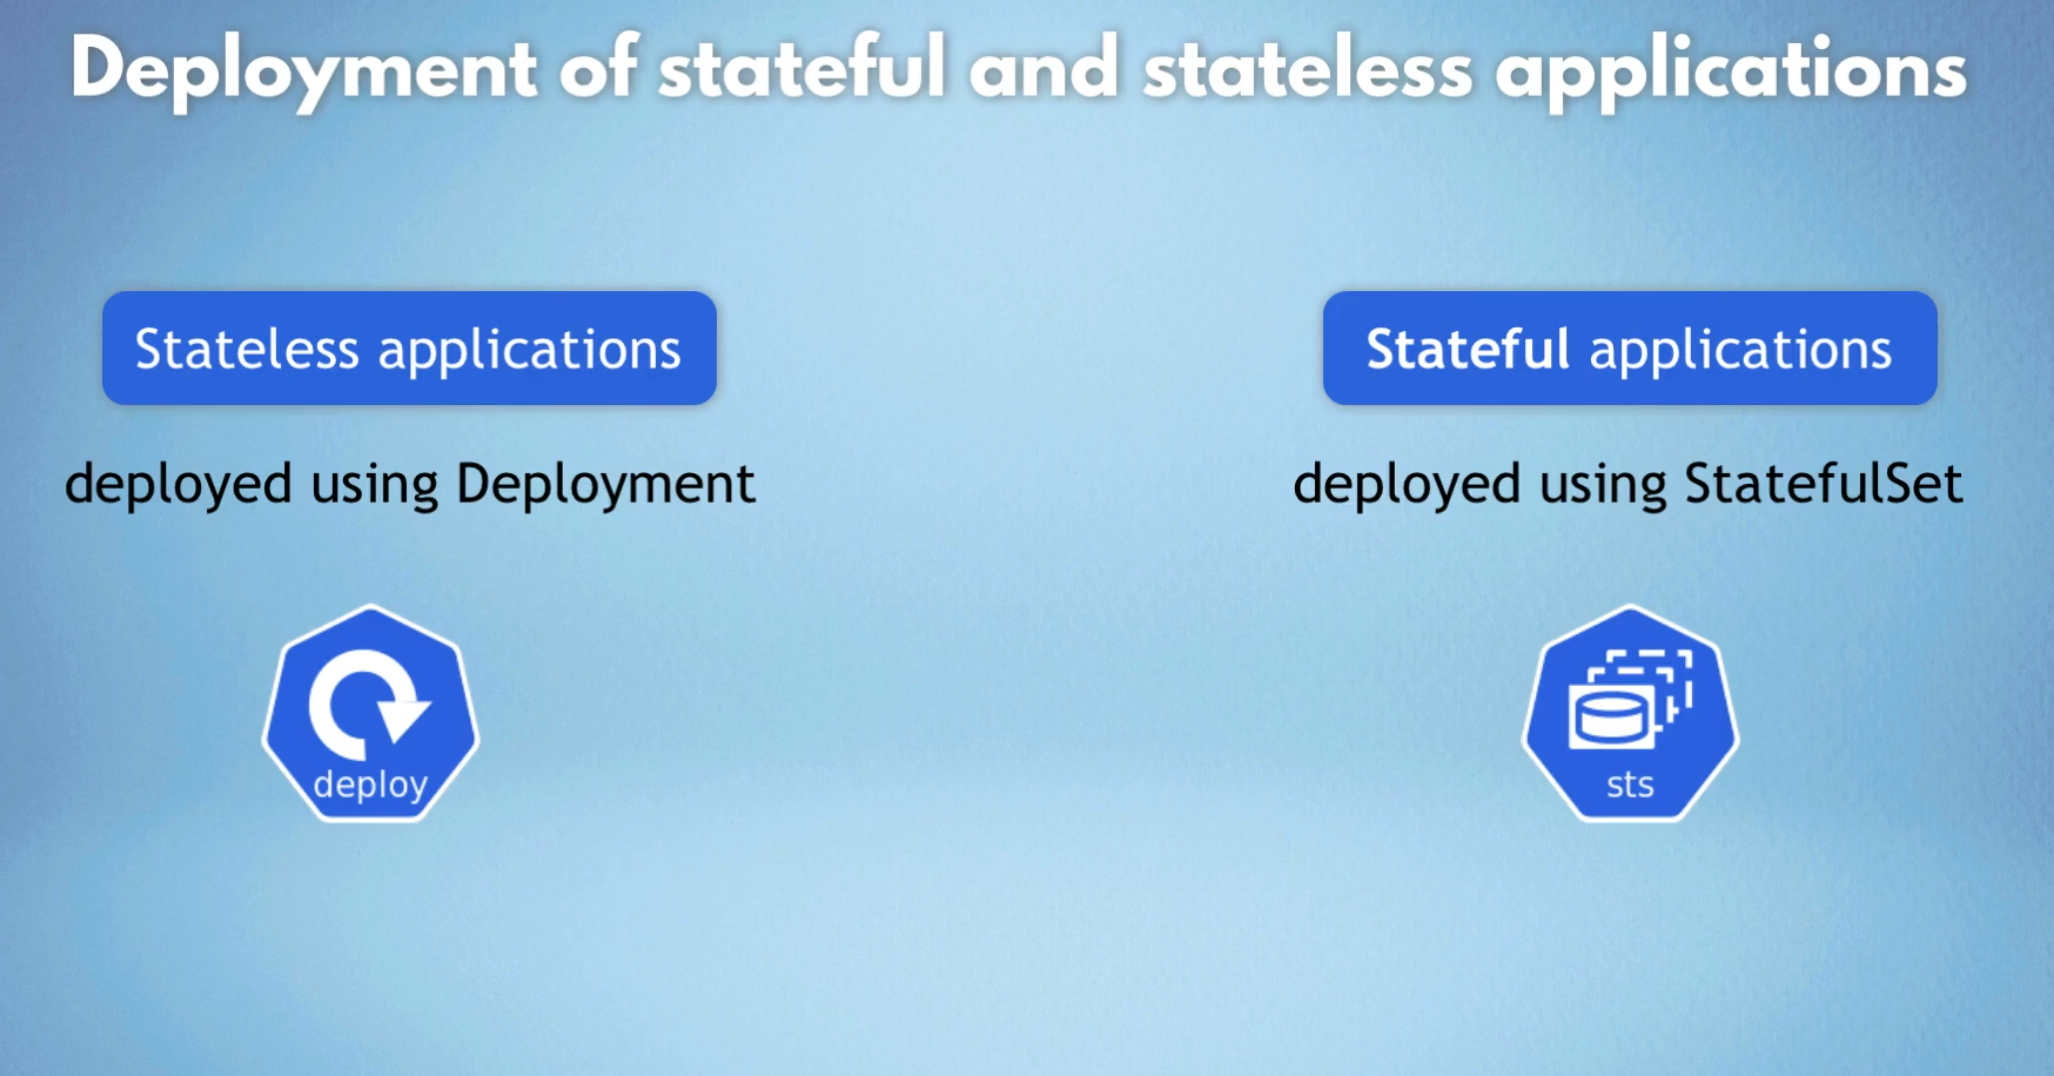 Deployment of stateful and stateless applications
Stateless applications
deployed using Deployment
deploy
Stateful applications
deployed using StatefulSet
sts